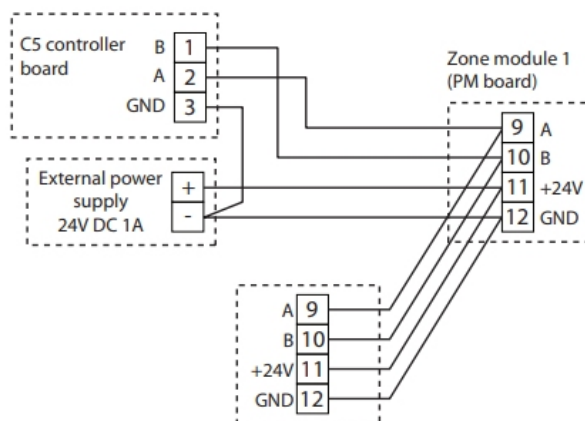 C5 controller
board
B 1
A 2
GND 3
External power
supply
24V DC 1A
+
-
Zone module 1
(PM board)
9 A
10 B
11 +24V
12 GND
A 9
B 10
+24V 11
GND 12